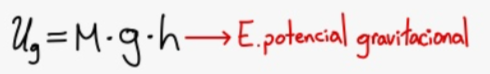 Ug = M · g · h → E. potencial gravitacional